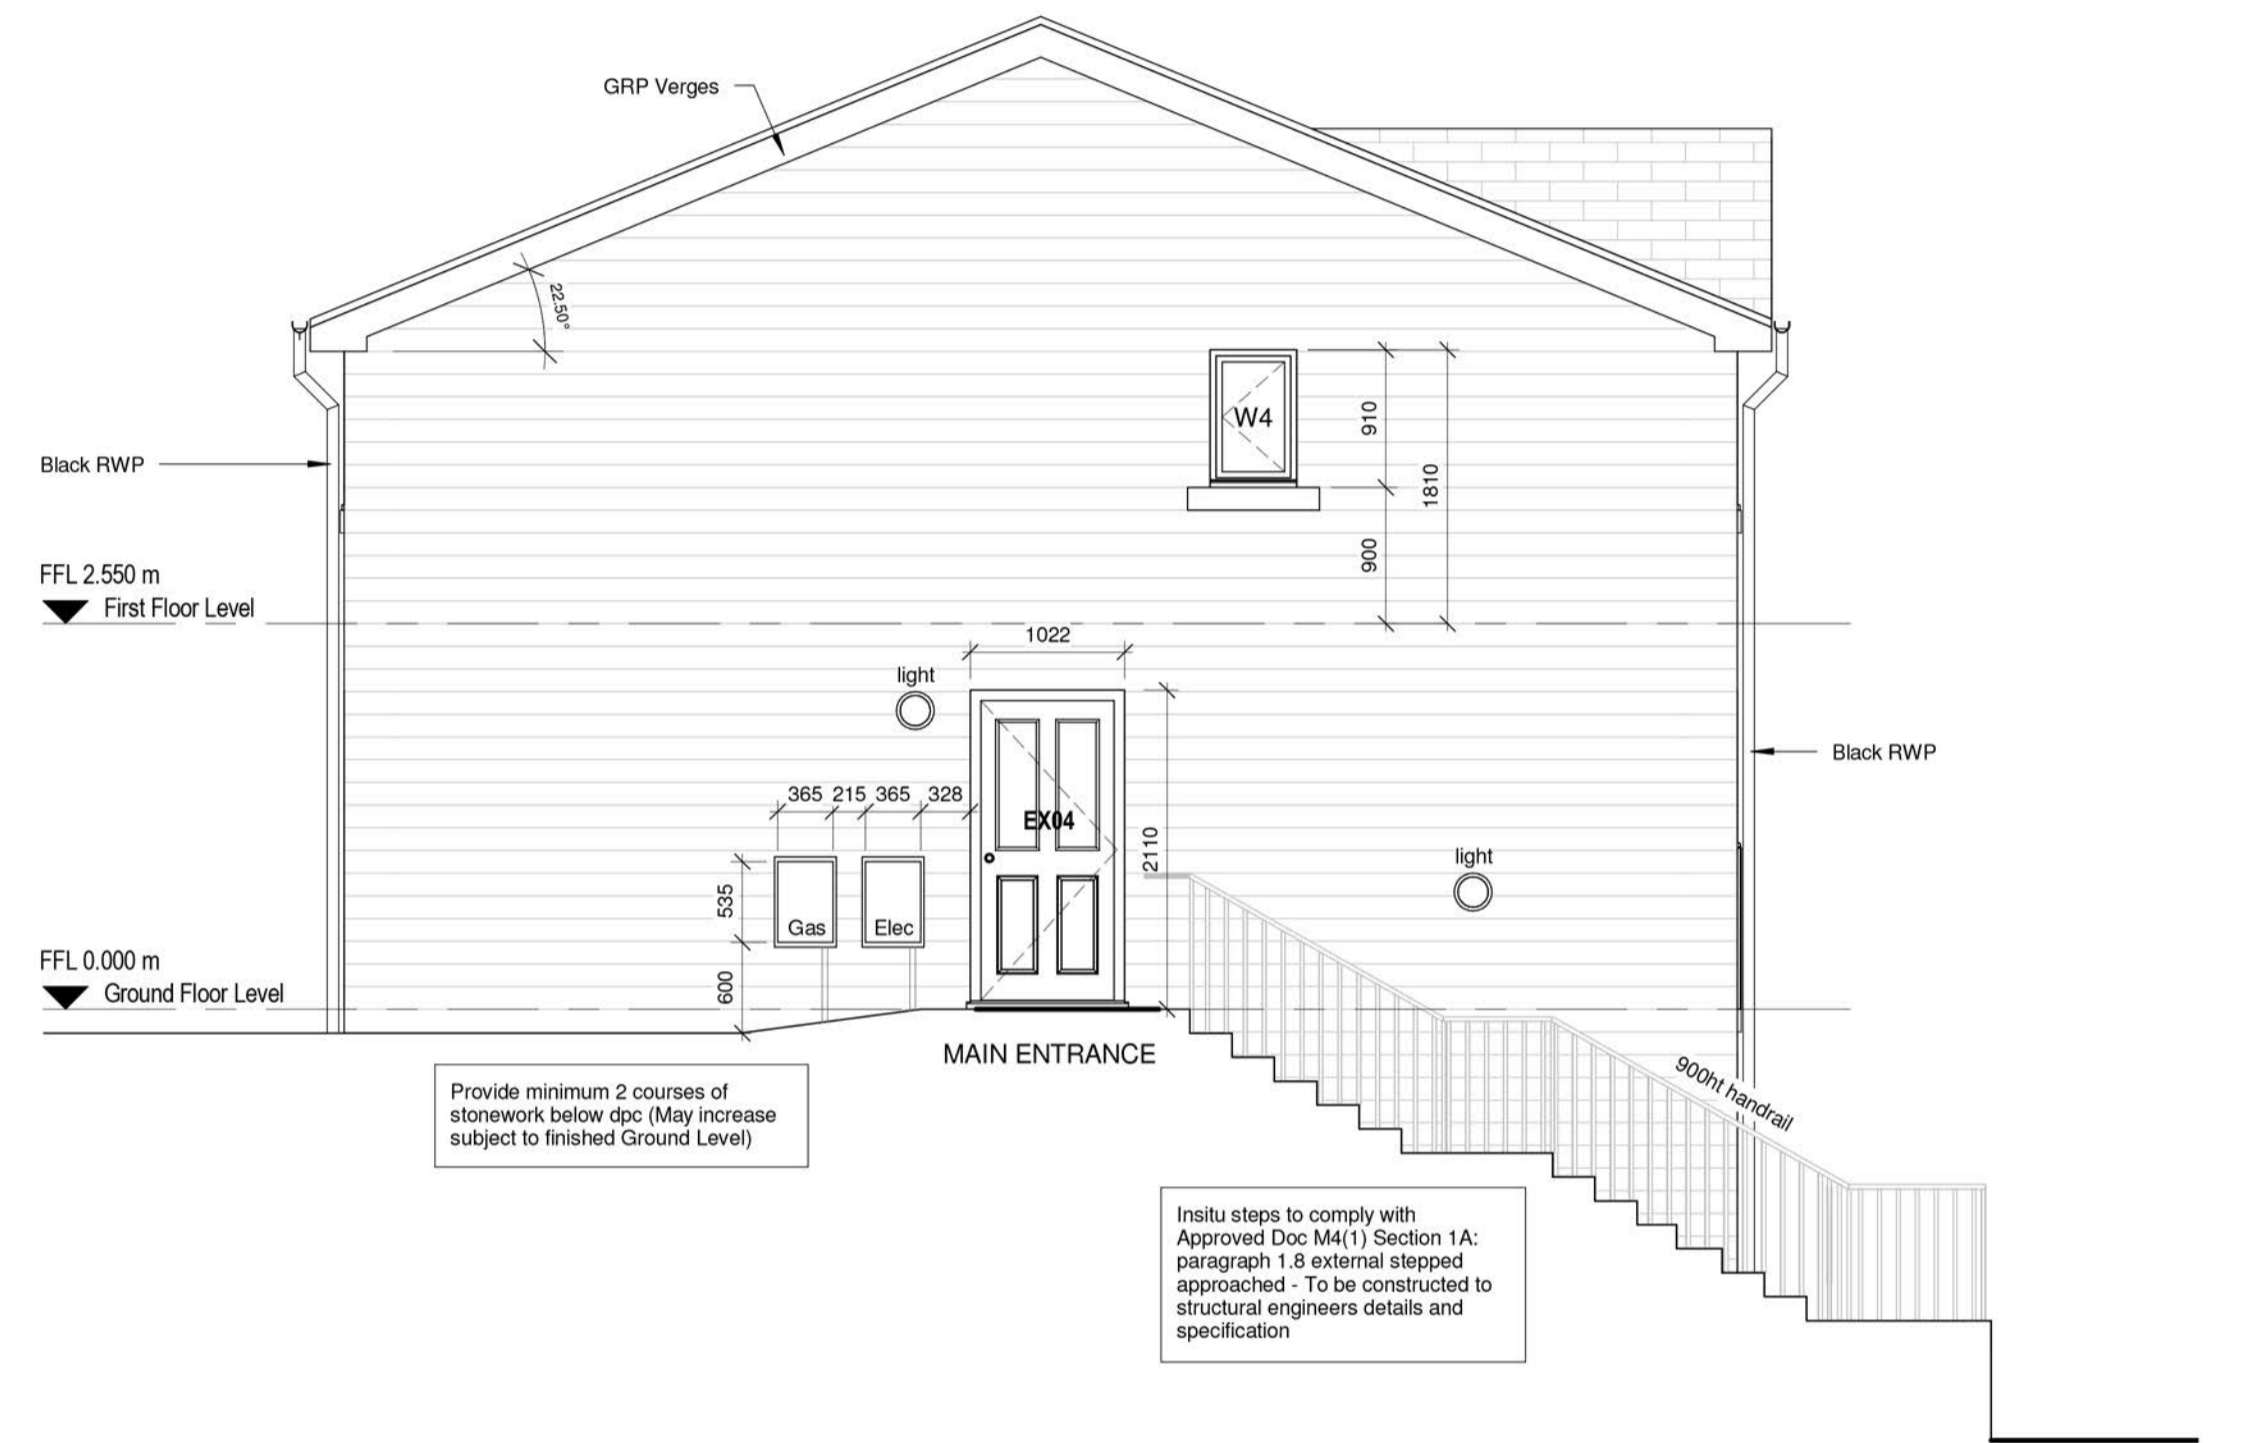 GRP Verges
22.50°
W4
910
1810
900
Black RWP
FFL 2.550 m
First Floor Level
1022
light
Black RWP
365 215 365 328
EX04
2110
light
535
Gas
Elec
FFL 0.000 m
Ground Floor Level
600
MAIN ENTRANCE
900ht handrail
Provide minimum 2 courses of
stonework below dpc (May increase
subject to finished Ground Level)
Insitu steps to comply with
Approved Doc M4(1) Section 1A:
paragraph 1.8 external stepped
approached - To be constructed to
structural engineers details and
specification